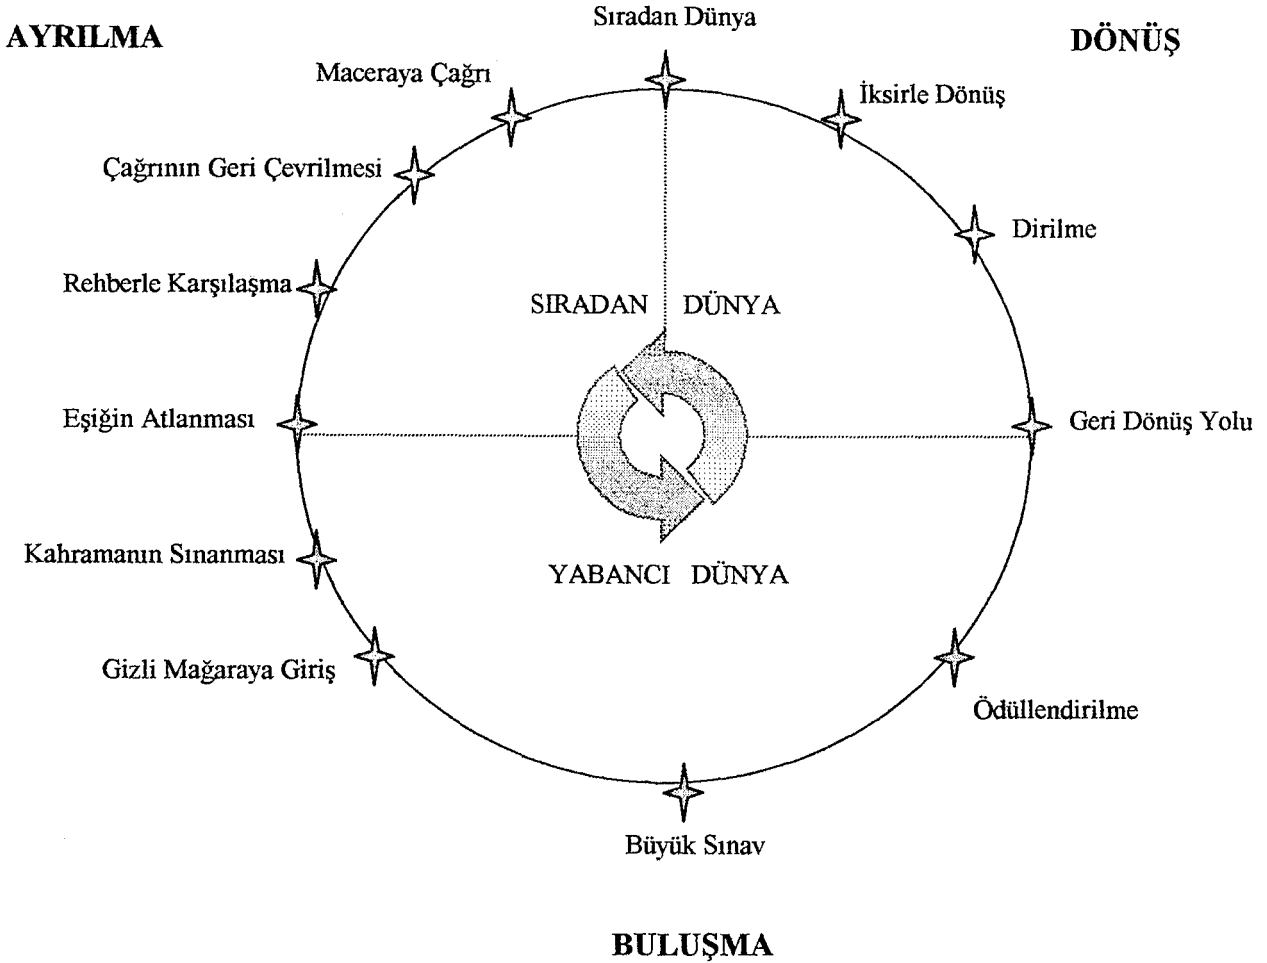 Sıradan Dünya
AYRILMA
DÖNÜŞ
Maceraya Çağrı
İksirle Dönüş
Çağrının Geri Çevrilmesi
Dirilme
Rehberle Karşılaşma
SIRADAN DÜNYA
Eşiğin Atlanması
Geri Dönüş Yolu
Kahramanın Sınanması
YABANCI DÜNYA
Gizli Mağaraya Giriş
Ödüllendirilme
Büyük Sınav
BULUŞMA